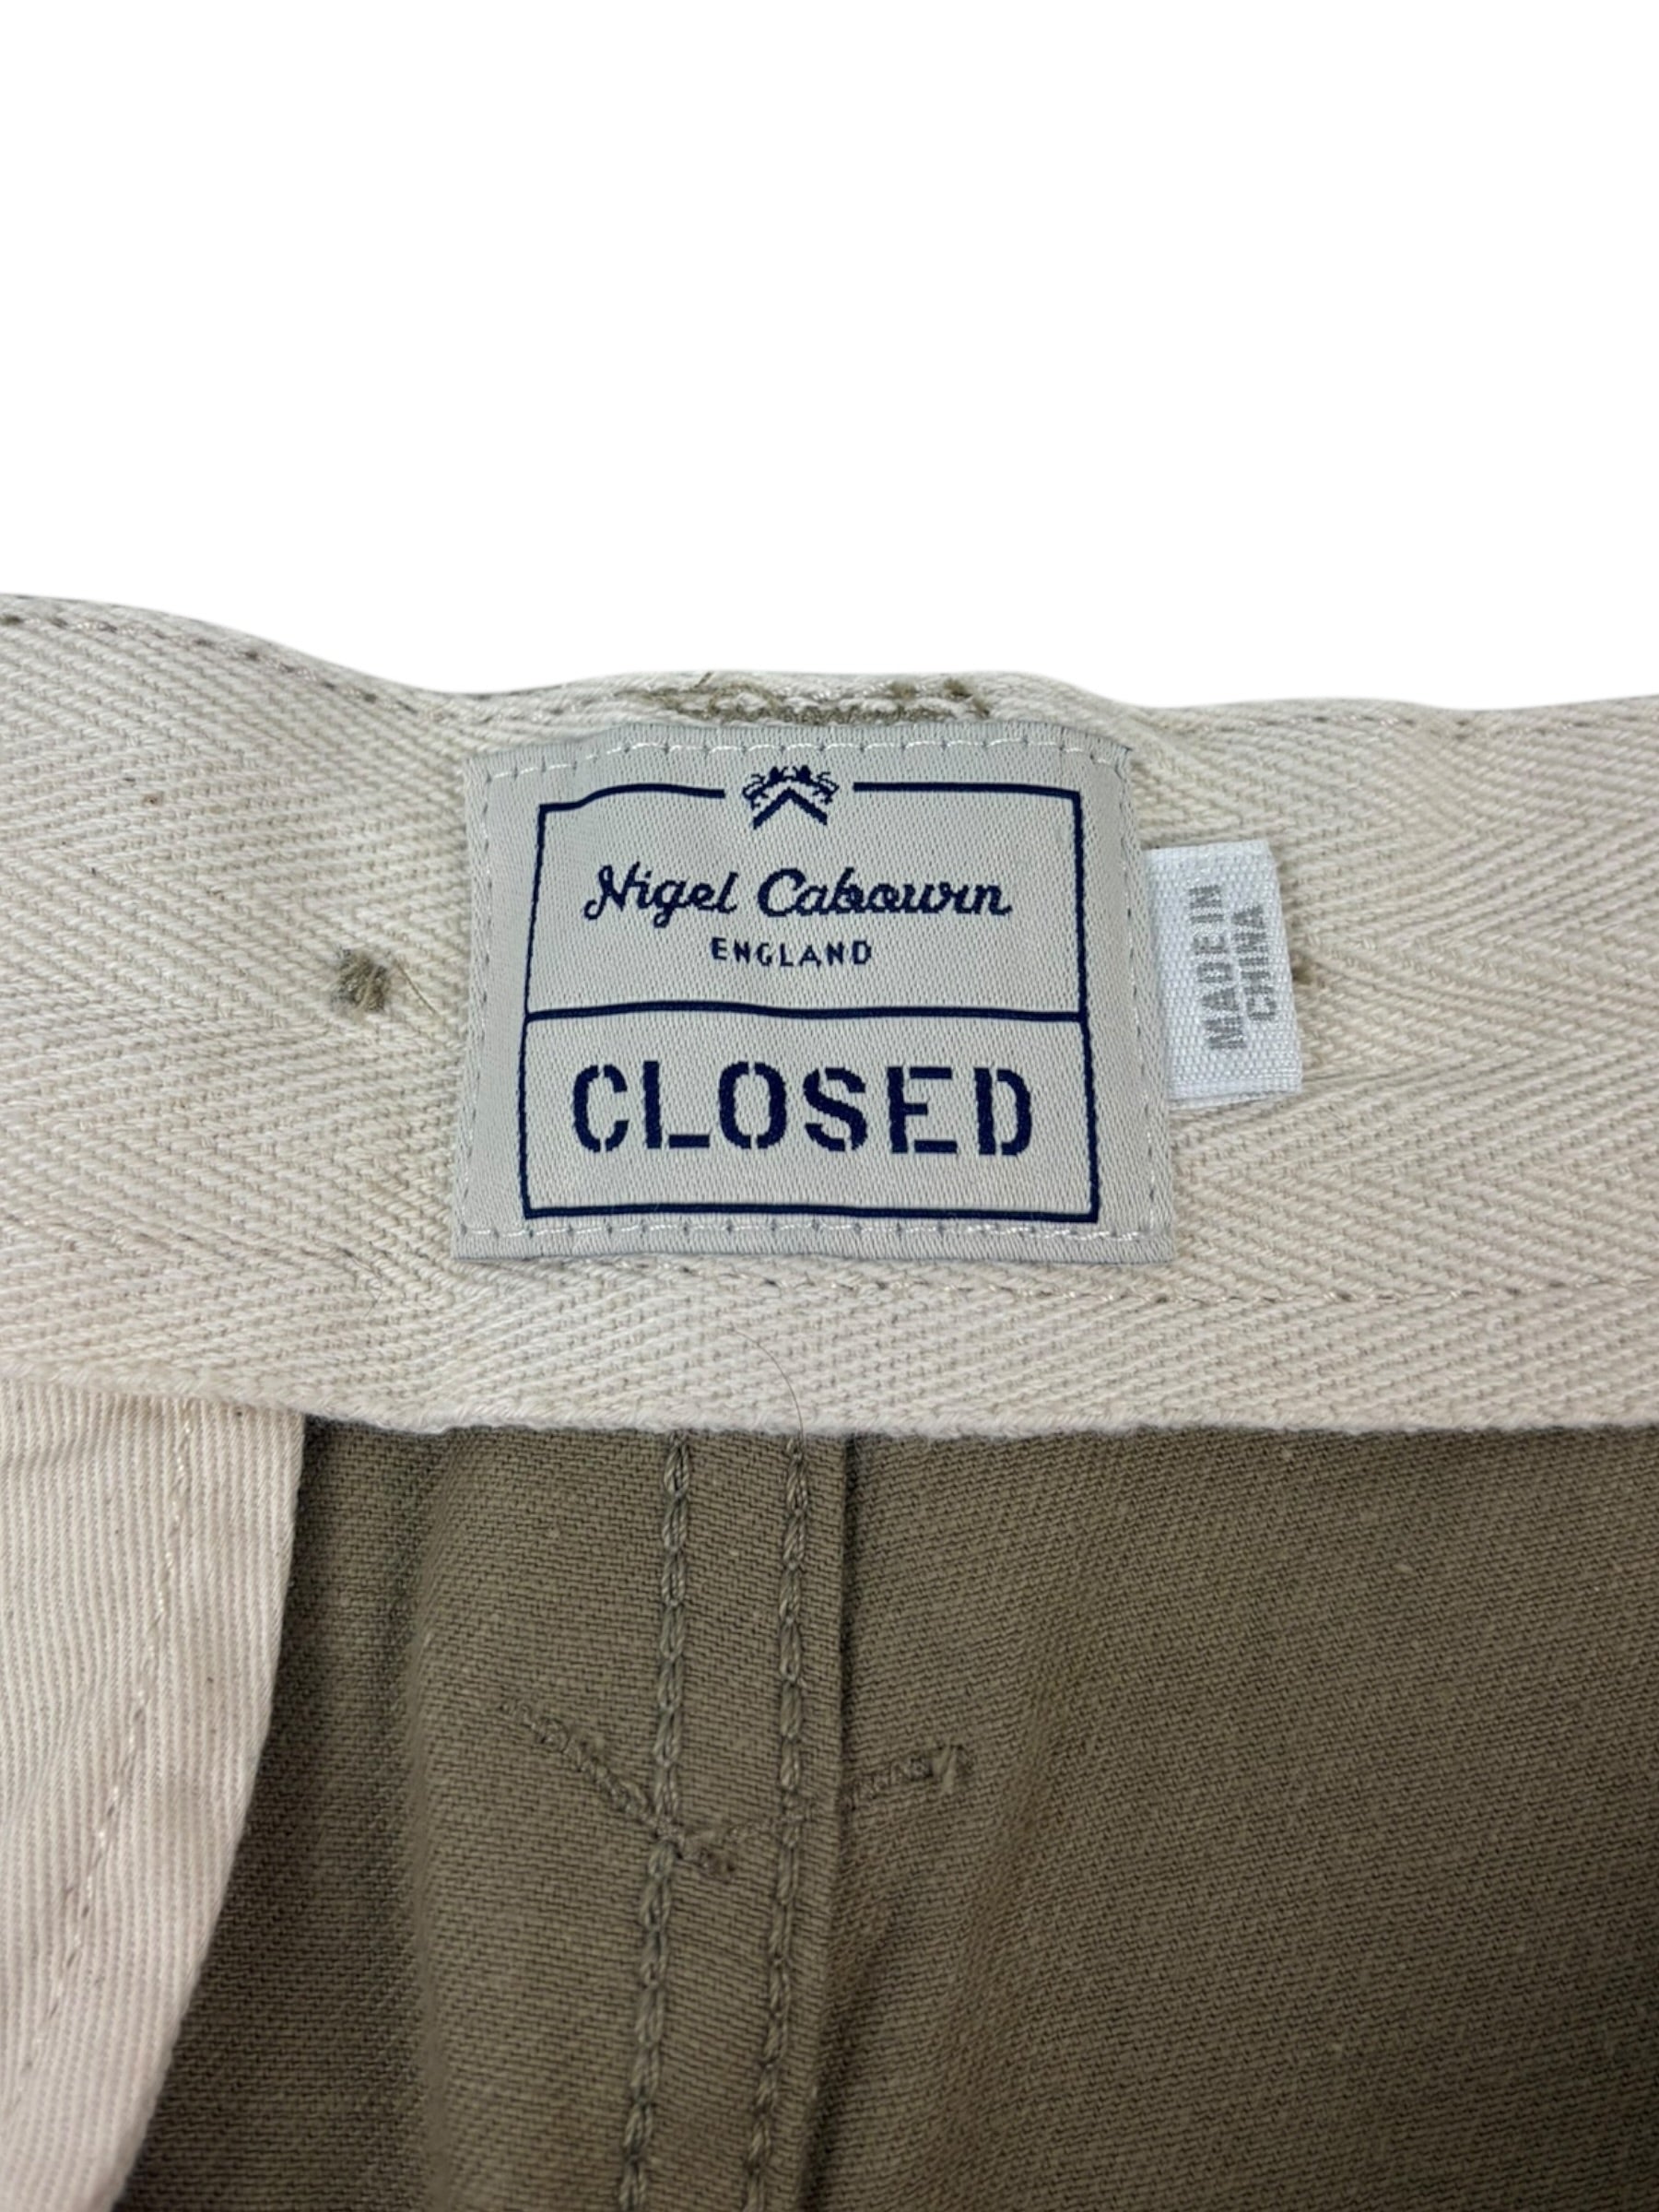 Nigel Cabourn
ENGLAND
CLOSED
MADE IN
CHINA